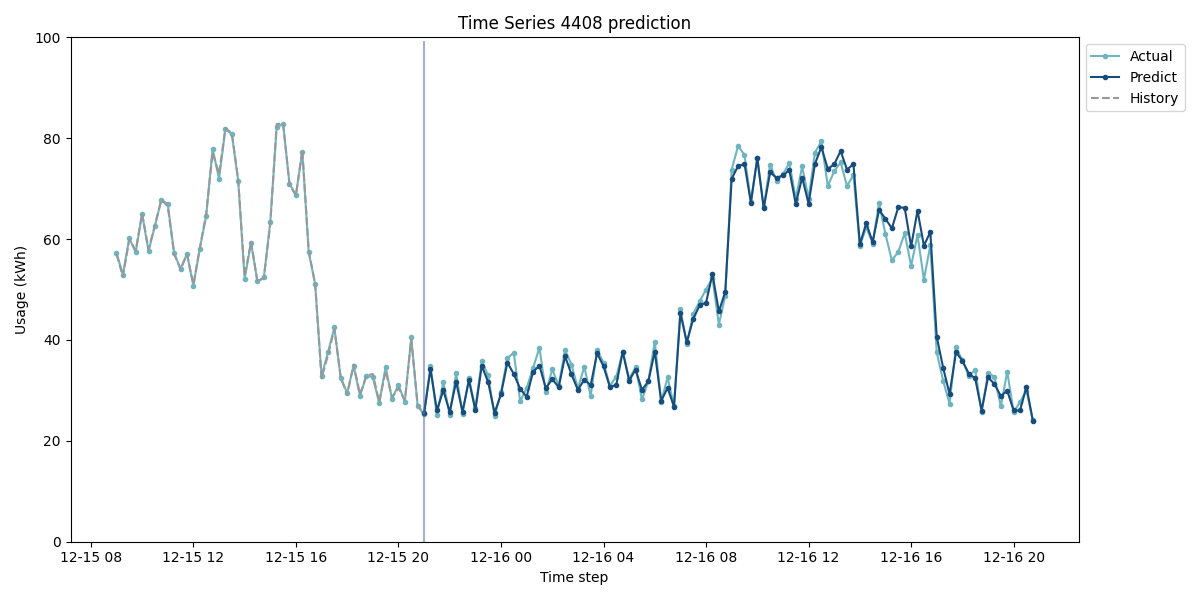 Time Series 4408 prediction
100
80
60
40
20
0
Usage (kWh)
12-15 08
12-15 12
12-15 16
12-15 20
12-16 00
12-16 04
12-16 08
12-16 12
12-16 16
12-16 20
Time step
Actual
Predict
History